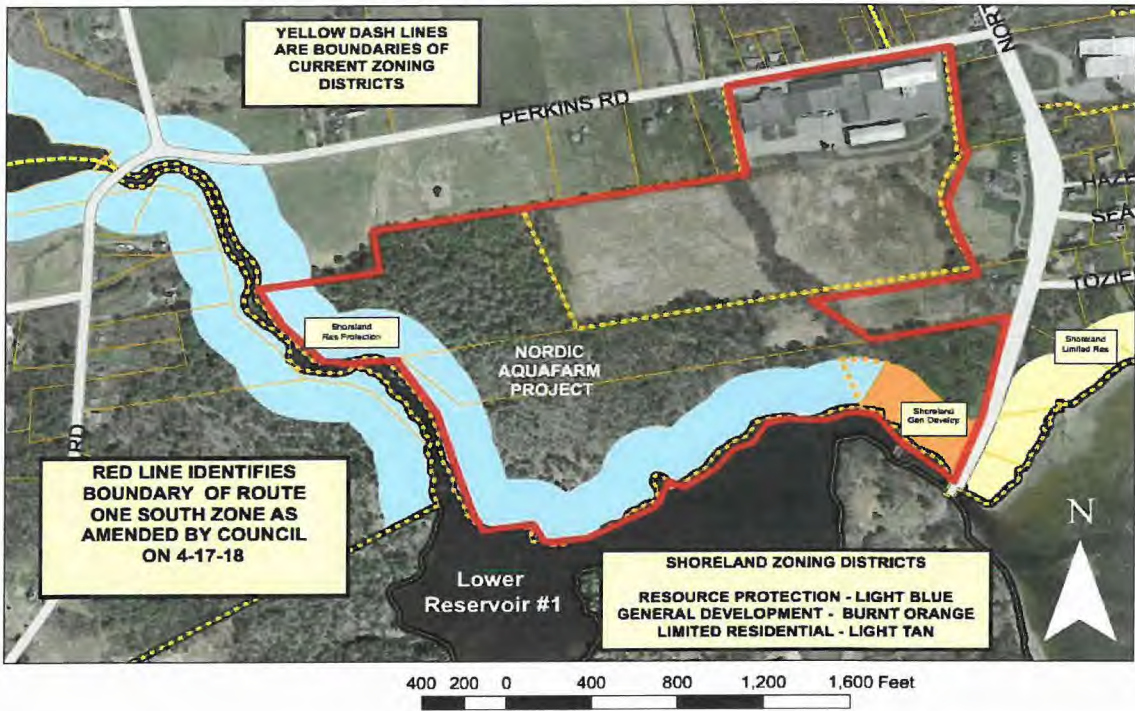 YELLOW DASH LINES
ARE BOUNDARIES OF
CURRENT ZONING
DISTRICTS
PERKINS RD
NOR
HAZE
SEA
TOZIE
Shoreland
Res Protection
NORDIC
AQUAFARM
PROJECT
Shoreland
Limited Res
Shoreland
Gen Develop
RD
RED LINE IDENTIFIES
BOUNDARY OF ROUTE
ONE SOUTH ZONE AS
AMENDED BY COUNCIL
ON 4-17-18
Lower
Reservoir #1
SHORELAND ZONING DISTRICTS
RESOURCE PROTECTION - LIGHT BLUE
GENERAL DEVELOPMENT - BURNT ORANGE
LIMITED RESIDENTIAL - LIGHT TAN
N
400 200 0 400 800 1,200 1,600 Feet